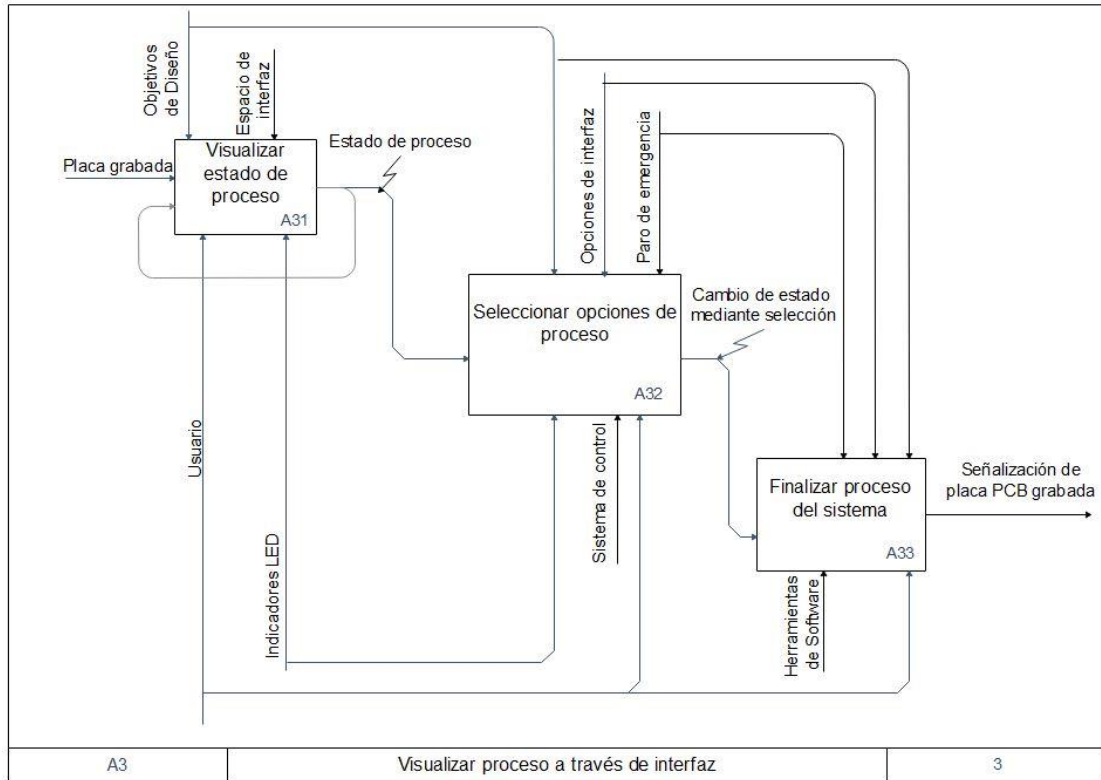 Objetivos
de Diseño
Espacio de
interfaz
Placa grabada
Visualizar
estado de
proceso
A31
Estado de proceso
Opciones de interfaz
Paro de emergencia
Seleccionar opciones de
proceso
A32
Cambio de estado
mediante selección
Usuario
Indicadores LED
Sistema de control
Finalizar proceso
del sistema
A33
Señalización de
placa PCB grabada
Herramientas
de Software
A3
Visualizar proceso a través de interfaz
3